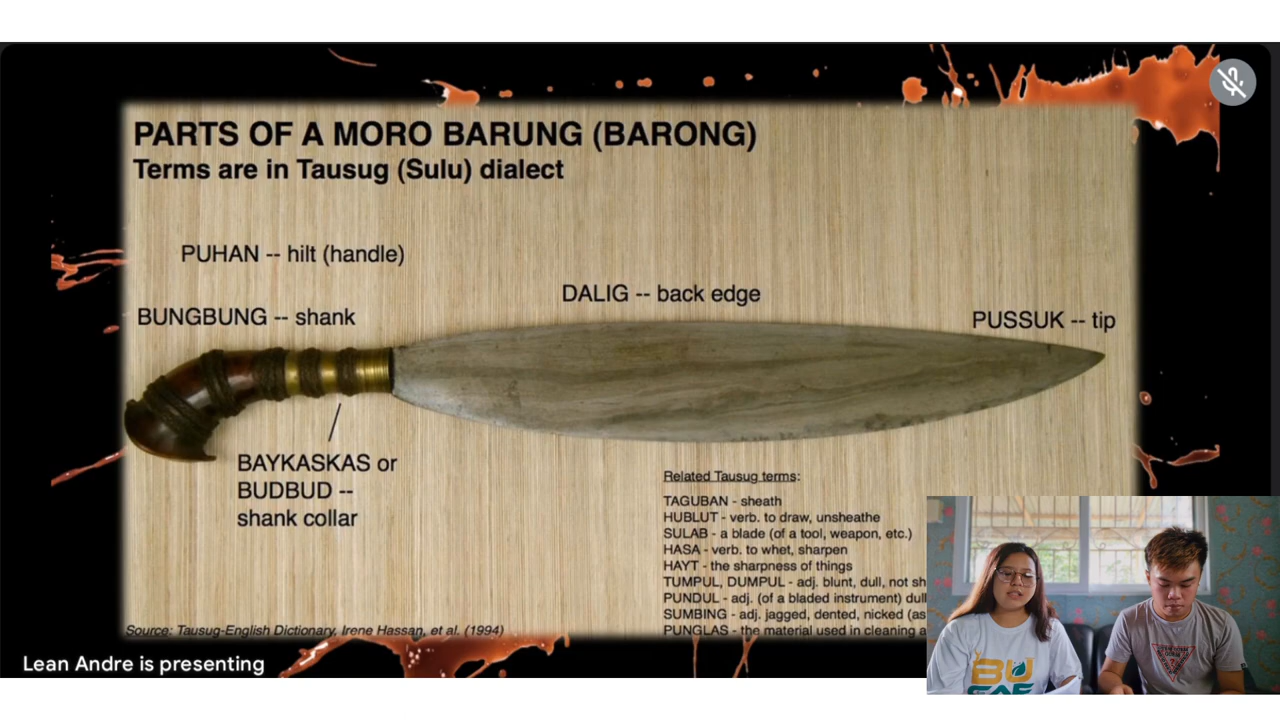 PARTS OF A MORO BARUNG (BARONG)
Terms are in Tausug (Sulu) dialect
PUHAN -- hilt (handle)
DALIG -- back edge
BUNGBUNG -- shank
PUSSUK -- tip
BAYKASKAS or
BUDBUD --
shank collar
Related Tausug terms:
TAGUBAN - sheath
HUBLUT - verb. to draw, unsheathe
SULAB - a blade (of a tool, weapon, etc.)
HASA - verb. to whet, sharpen
HAYT - the sharpness of things
TUMPUL, DUMPUL - adj. blunt, dull, not sh
PUNDUL - adj. (of a bladed instrument) dull
SUMBING - adj. jagged, dented, nicked (as
PUNGLAS - the material used in cleaning a
Source: Tausug-English Dictionary, Irene Hassan, et al. (1994)
Lean Andre is presenting
BU